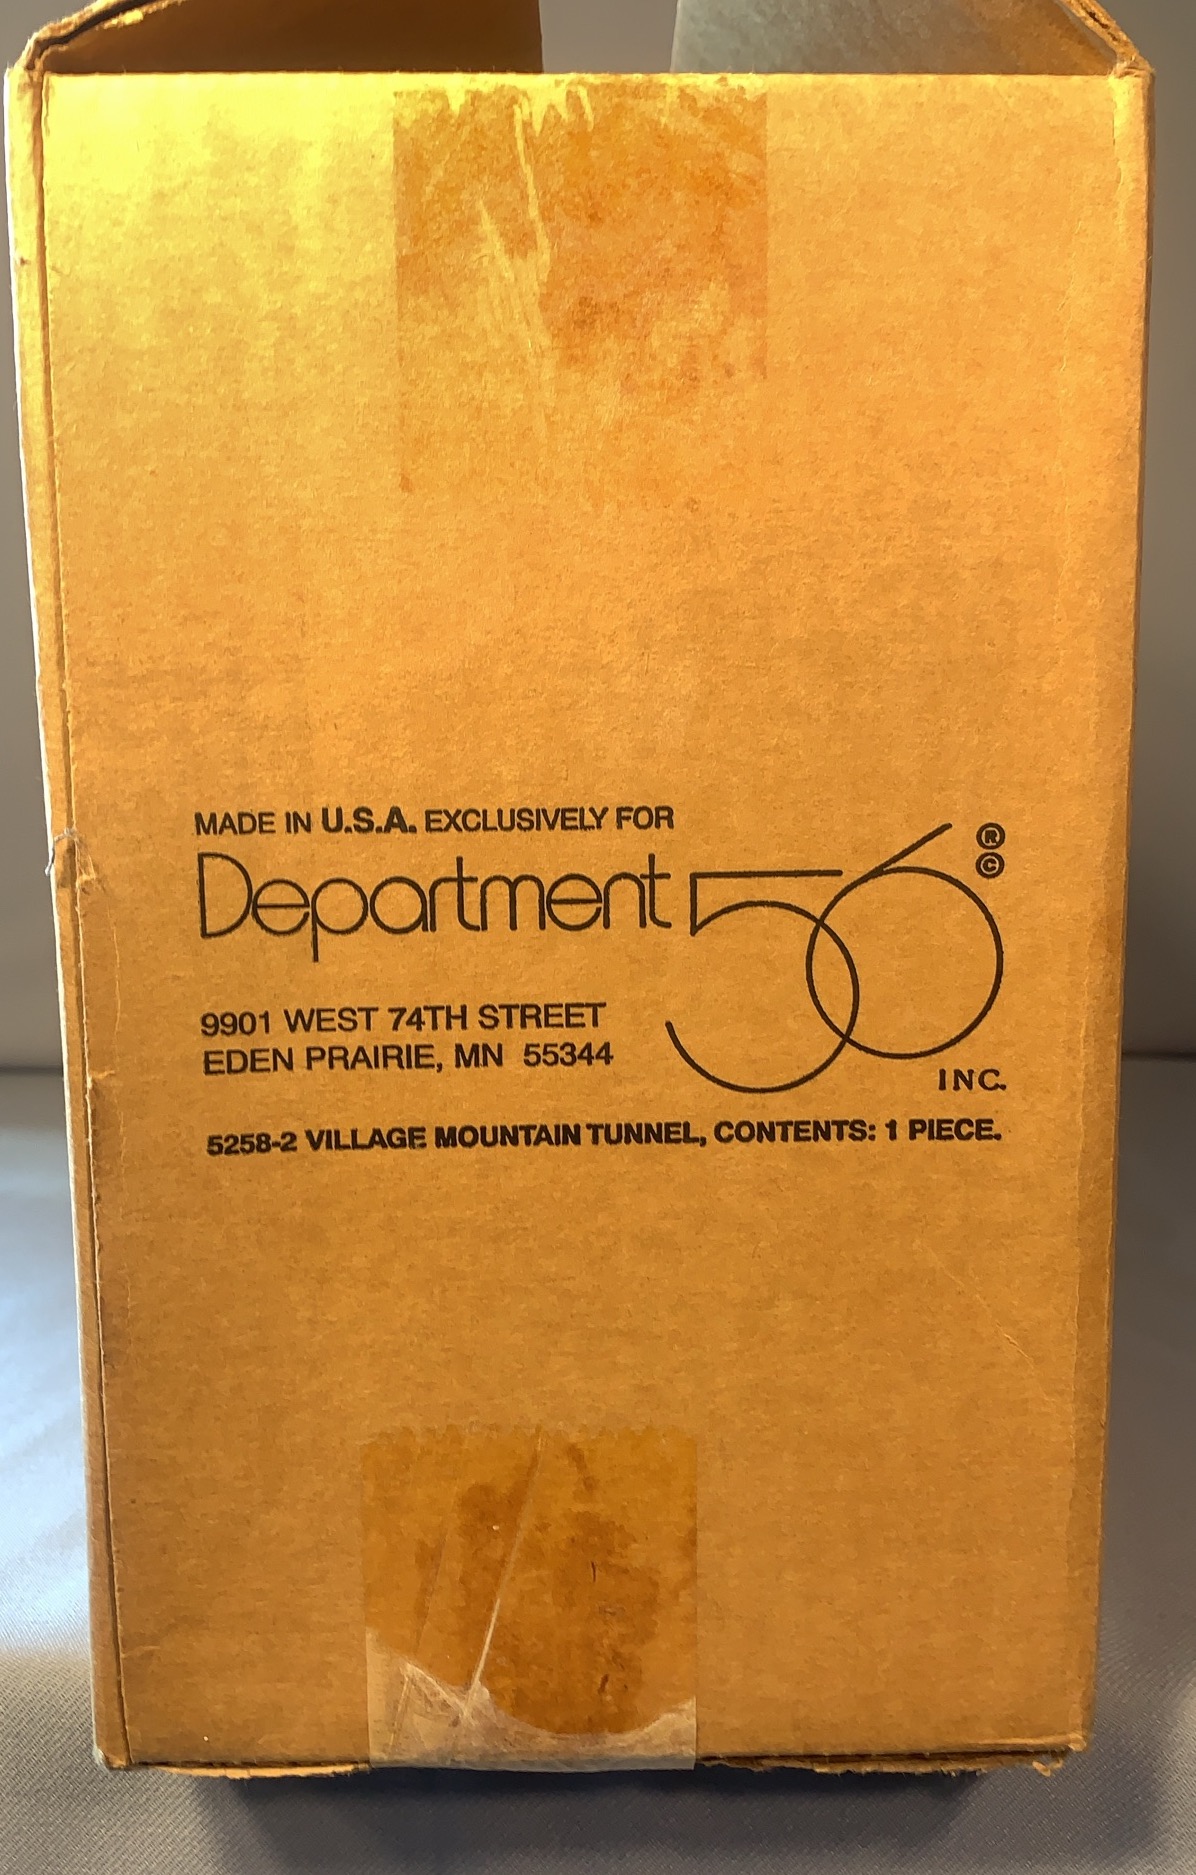 MADE IN U.S.A. EXCLUSIVELY FOR
Department 56 ® ©
INC.
9901 WEST 74TH STREET
EDEN PRAIRIE, MN 55344
5258-2 VILLAGE MOUNTAIN TUNNEL, CONTENTS: 1 PIECE.